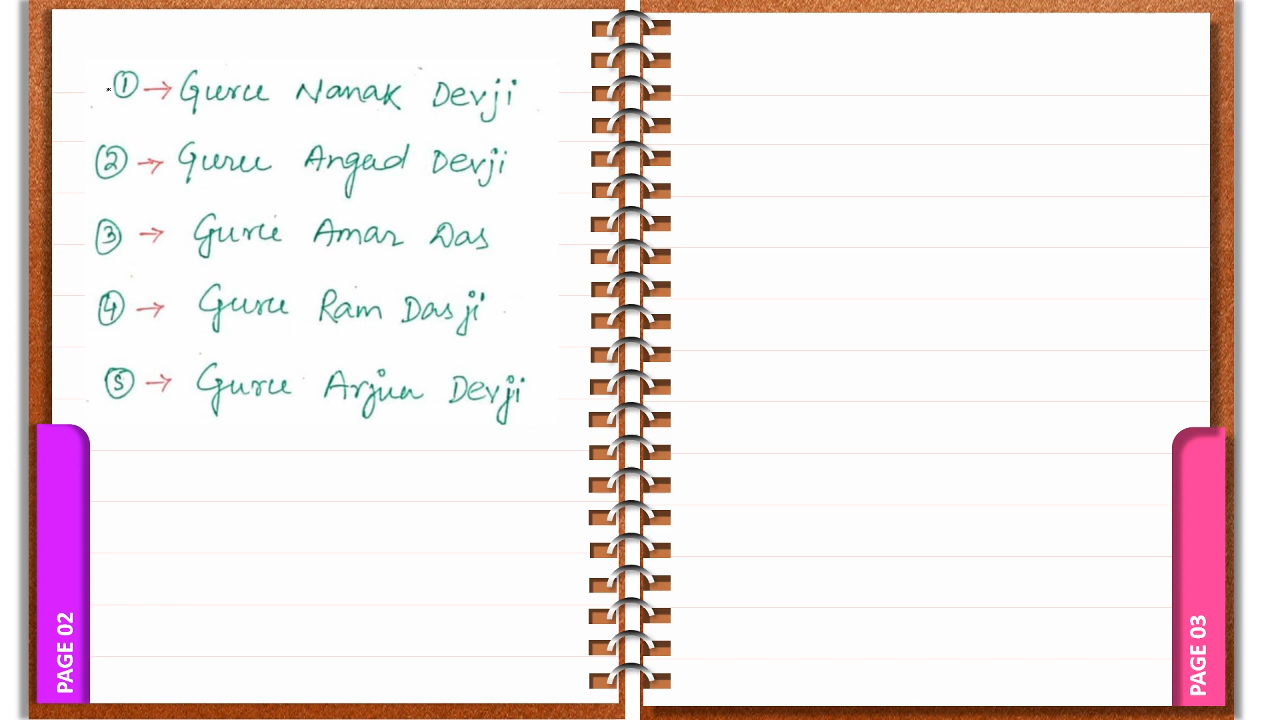 ① → Guru Nanak Devji
② → Guru Angad Devji
③ → Guru Amar Das
④ → Guru Ram Dasji
⑤ → Guru Arjun Devji
PAGE 02
PAGE 03